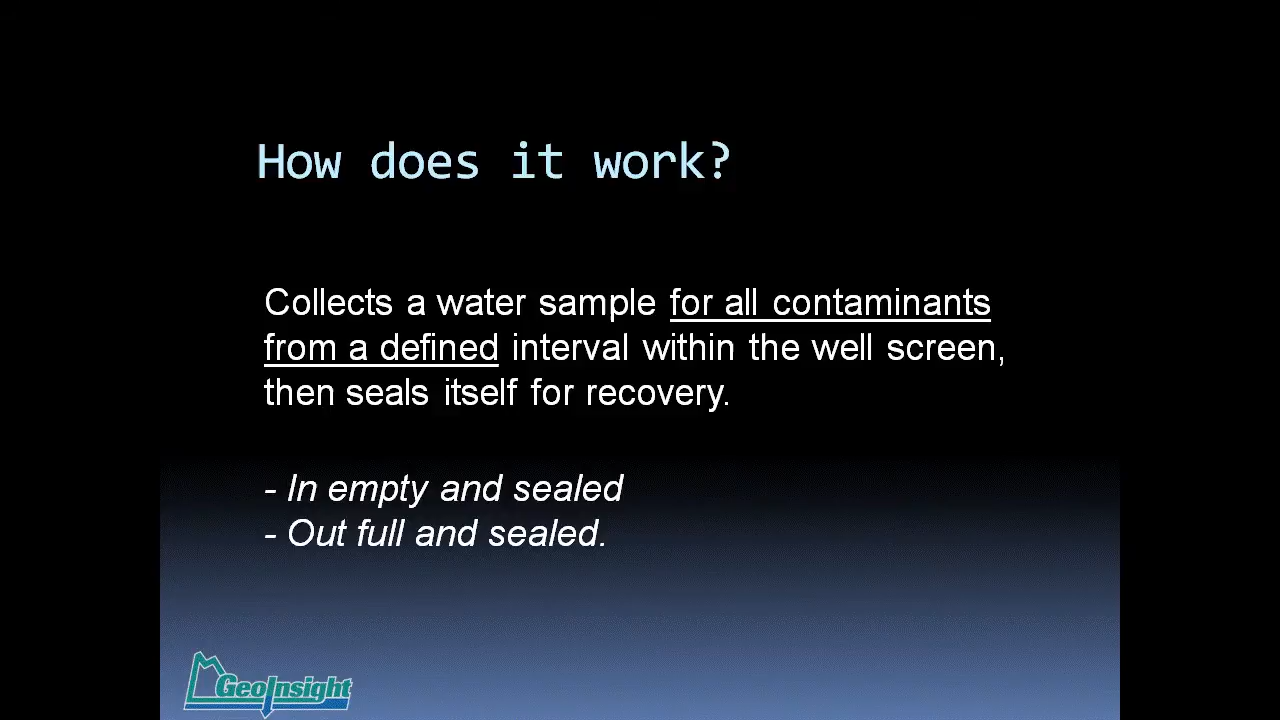 How does it work?
Collects a water sample for all contaminants
from a defined interval within the well screen,
then seals itself for recovery.
- In empty and sealed
- Out full and sealed.
GeoInsight